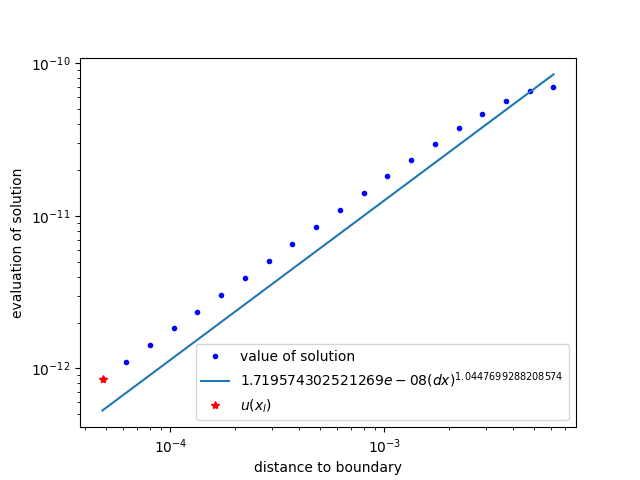 10⁻¹⁰
10⁻¹¹
10⁻¹²
evaluation of solution
value of solution
1.719574302521269e − 08(dx)^1.0447699288208574
u(x_l)
10⁻⁴ 10⁻³
distance to boundary